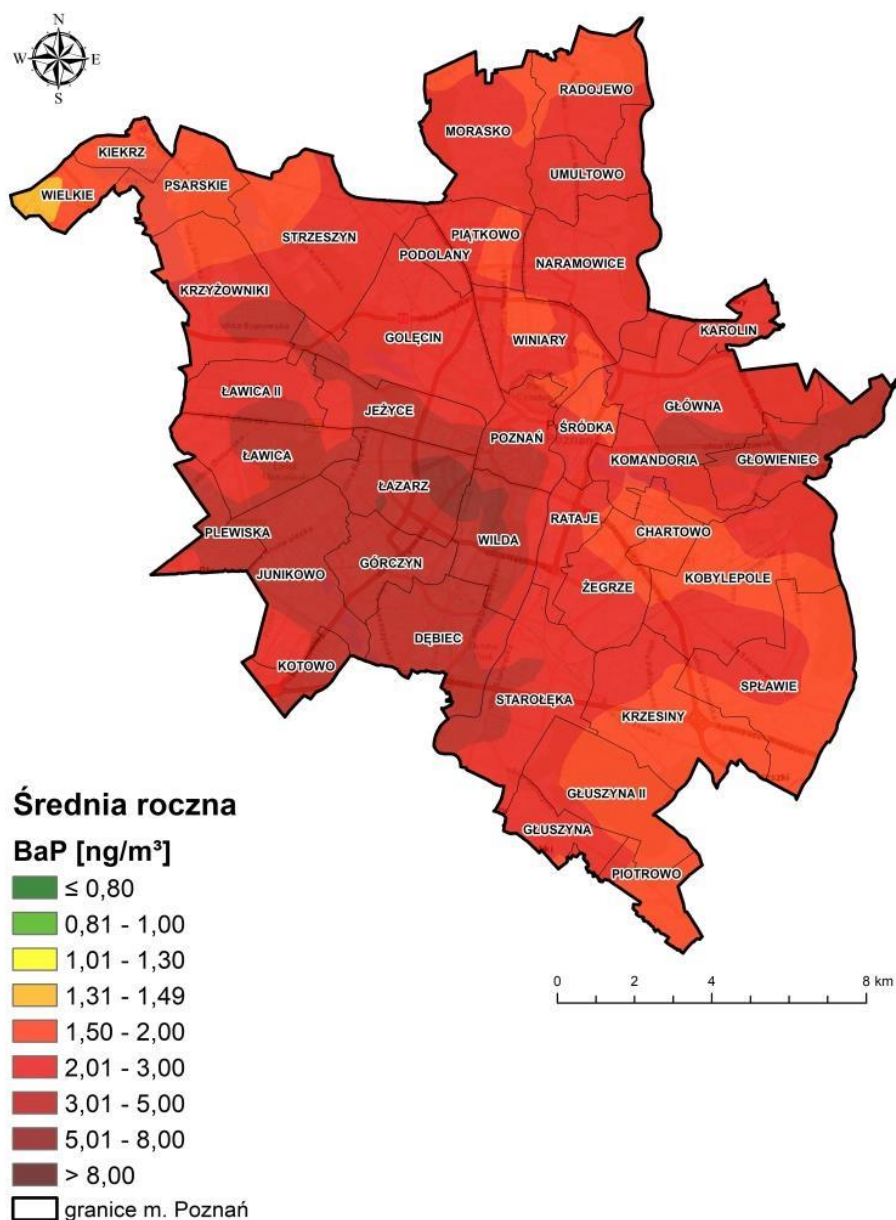 N
W E
S
RADOJEWO
MORASKO
KIEKRZ
UMULTOWO
PSARSKIE
WIELKIE
PIĄTKOWO
STRZESZYN
PODOLANY
NARAMOWICE
KRZYŻOWNIKI
KAROLIN
GOLĘCIN
WINIARY
ŁAWICA II
GŁÓWNA
JEŻYCE
ŚRÓDKA
POZNAŃ
ŁAWICA
KOMANDORIA
GŁOWIENIEC
ŁAZARZ
RATAJE
PLEWISKA
CHARTOWO
WILDA
GÓRCZYN
JUNIKOWO
KOBYLEPOLE
ŻEGRZE
DĘBIEC
KOTOWO
SPŁAWIE
STAROŁĘKA
KRZESINY
GŁUSZYNA II
GŁUSZYNA
PIOTROWO
Średnia roczna
BaP [ng/m³]
≤ 0,80
0,81 - 1,00
1,01 - 1,30
1,31 - 1,49
1,50 - 2,00
2,01 - 3,00
3,01 - 5,00
5,01 - 8,00
> 8,00
granice m. Poznań
0 2 4 8 km